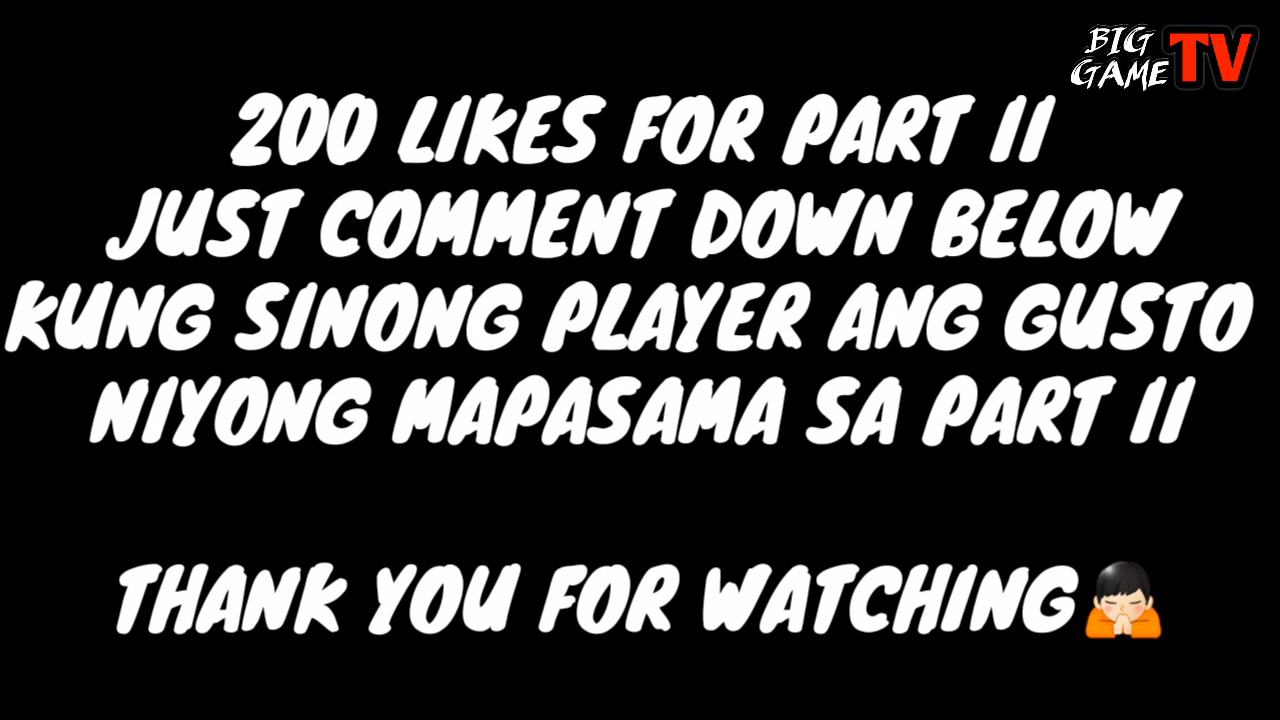 BIG
GAME TV
200 LIKES FOR PART II
JUST COMMENT DOWN BELOW
KUNG SINONG PLAYER ANG GUSTO
NIYONG MAPASAMA SA PART II
THANK YOU FOR WATCHING🙏🏻